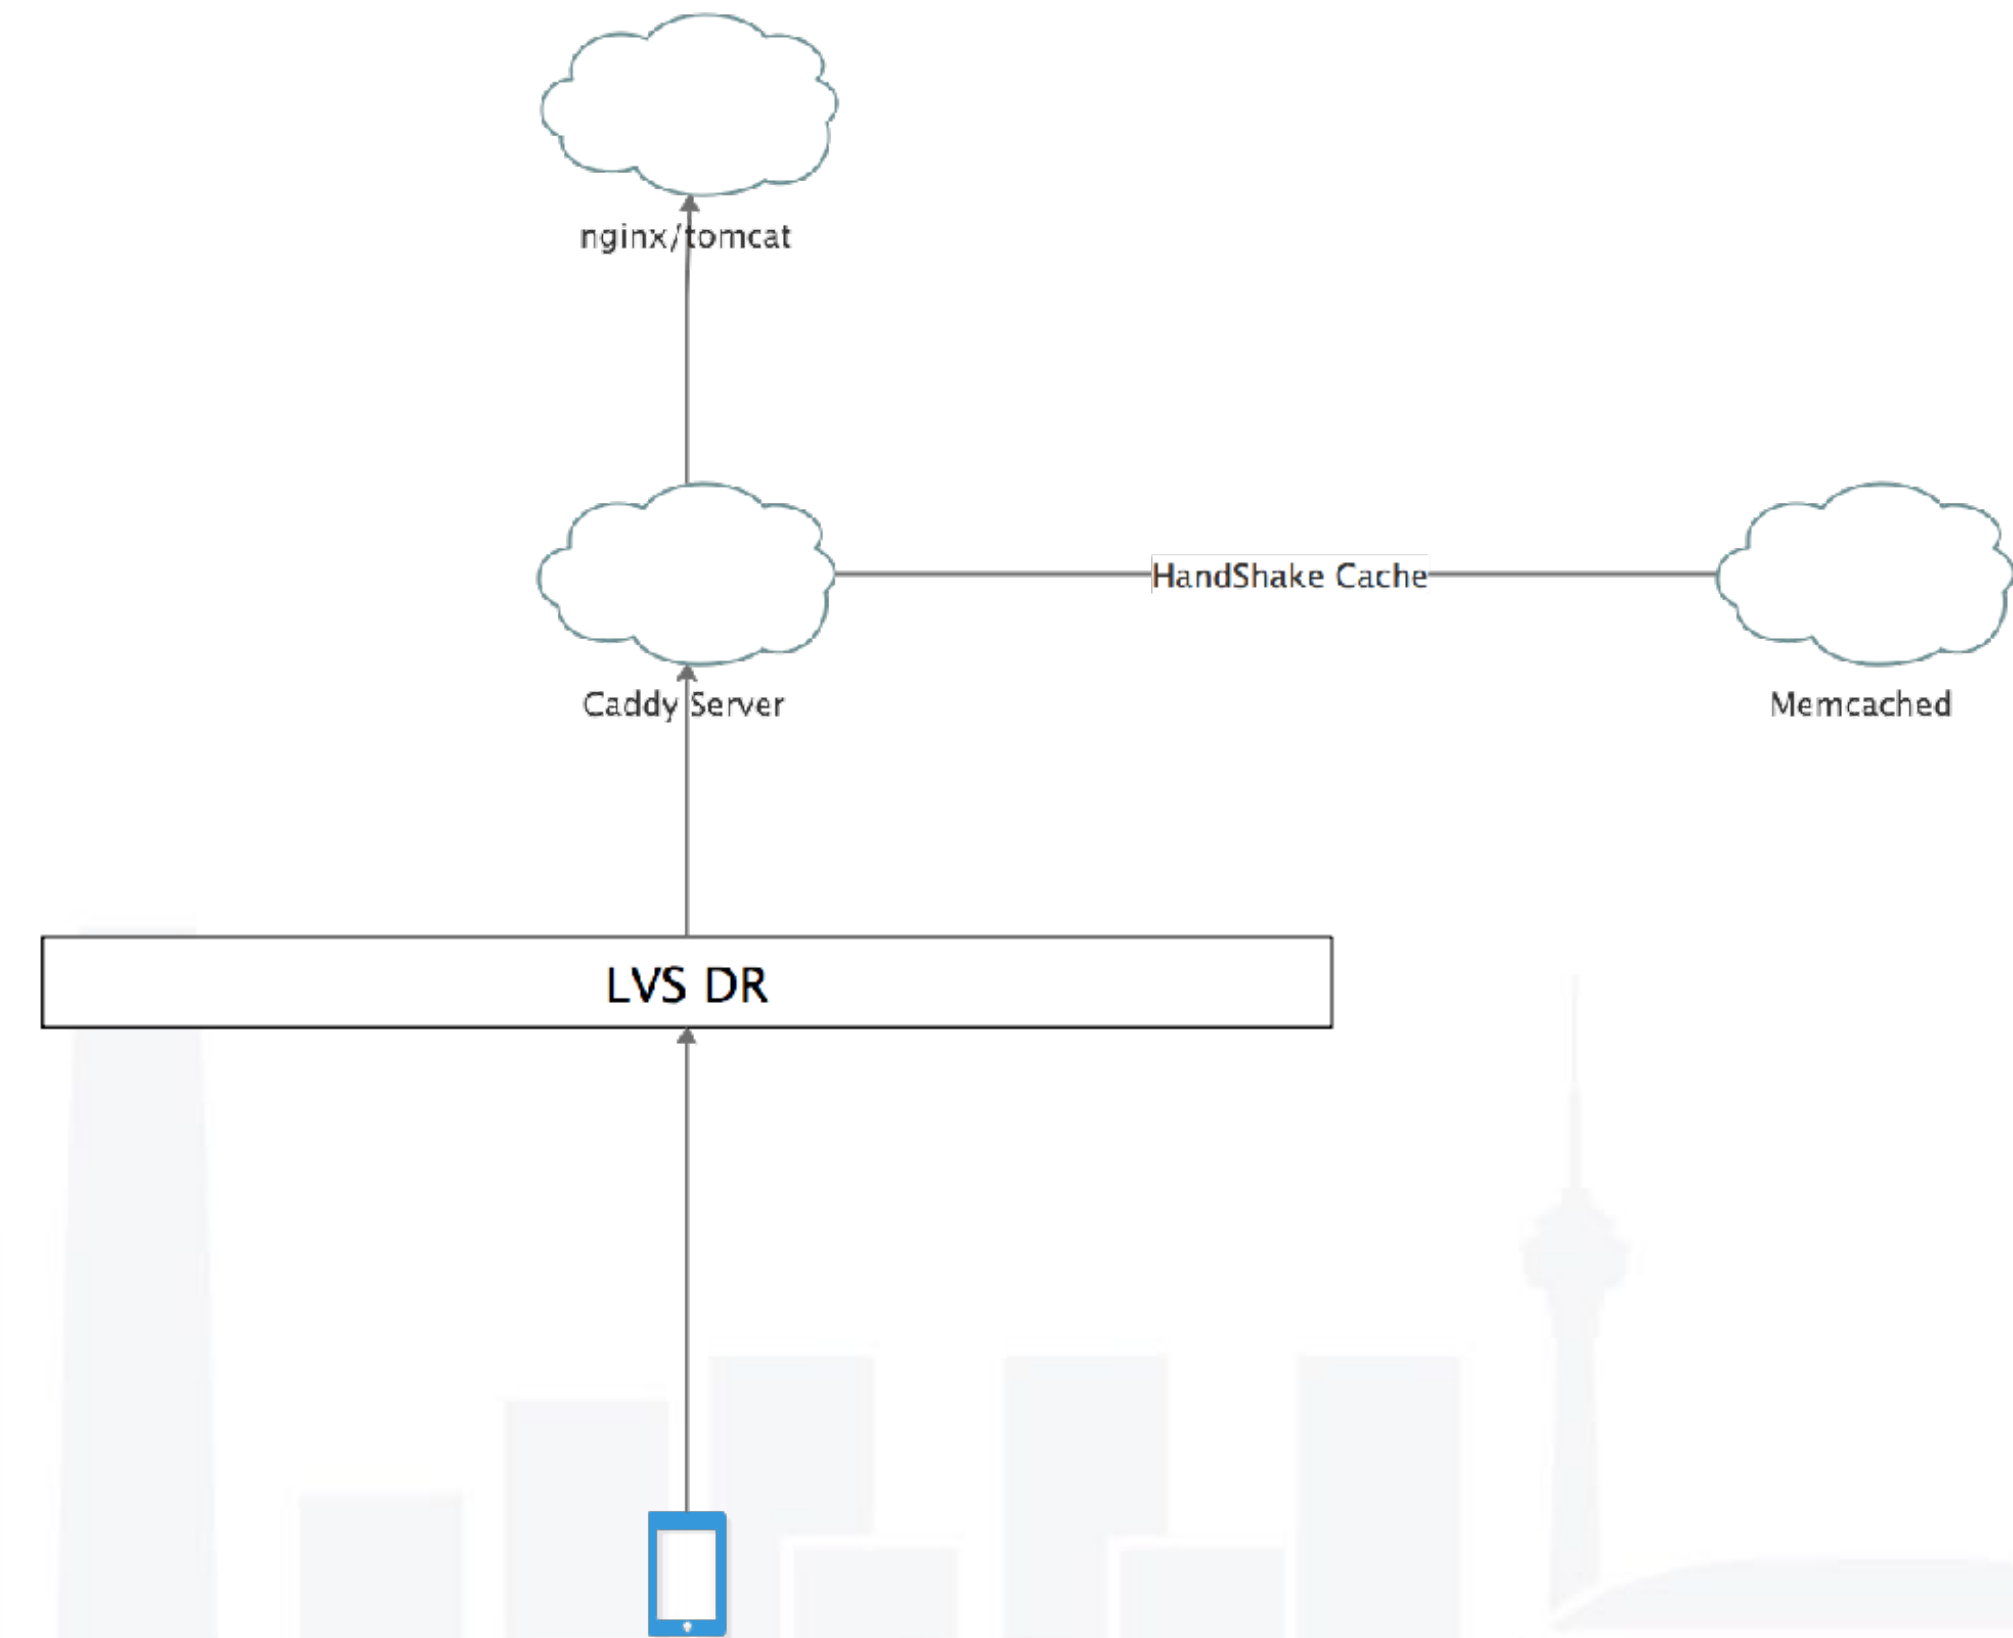 nginx/tomcat
HandShake Cache
Caddy Server
Memcached
LVS DR